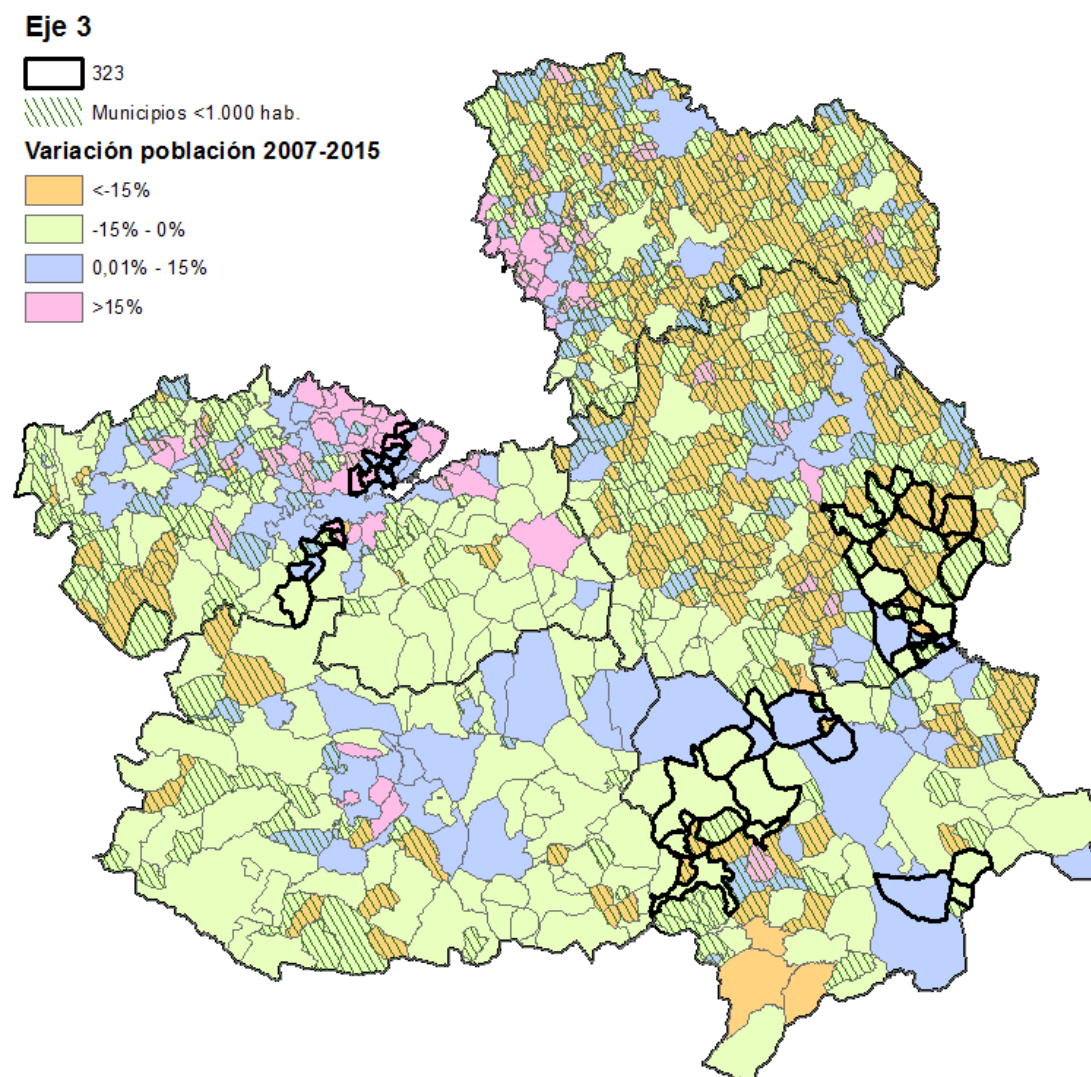 Eje 3
323
Municipios <1.000 hab.
Variación población 2007-2015
<-15%
-15% - 0%
0,01% - 15%
>15%